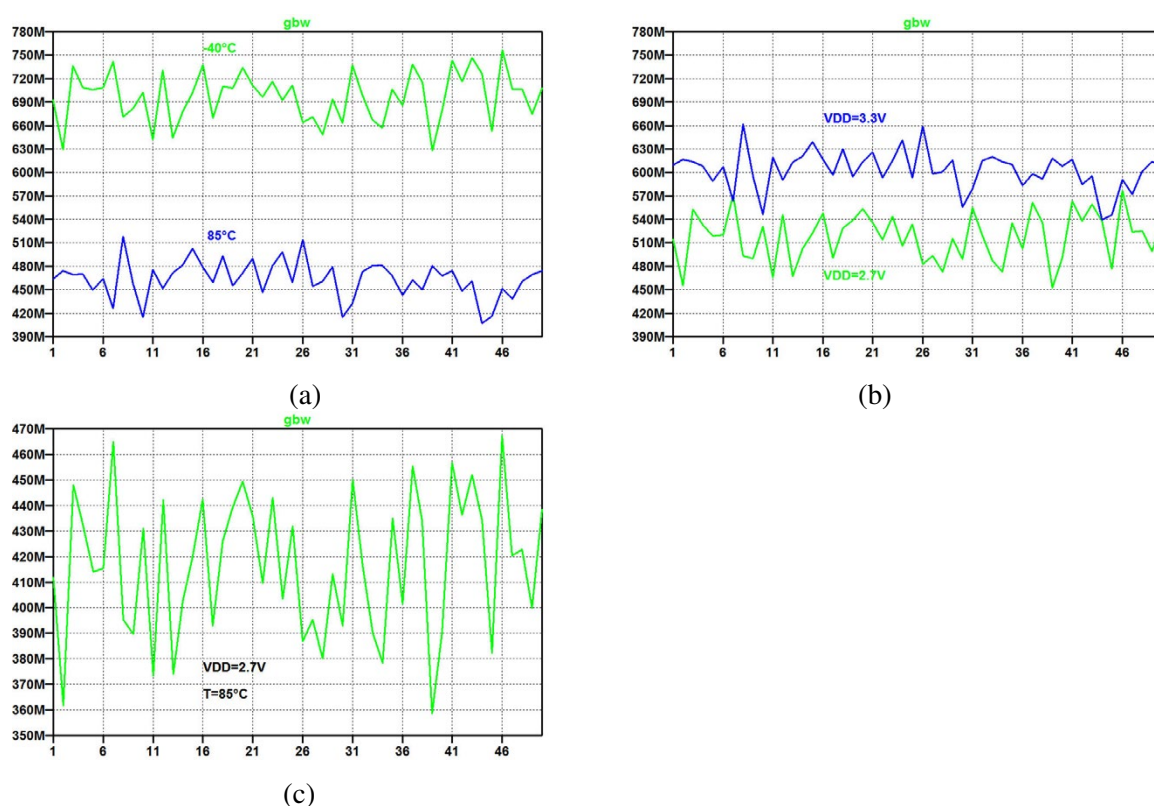 gbw
780M
750M
720M
690M
660M
630M
600M
570M
540M
510M
480M
450M
420M
390M
-40°C
85°C
1 6 11 16 21 26 31 36 41 46
(a)
gbw
780M
750M
720M
690M
660M
630M
600M
570M
540M
510M
480M
450M
420M
390M
VDD=3.3V
VDD=2.7V
1 6 11 16 21 26 31 36 41 46
(b)
gbw
470M
460M
450M
440M
430M
420M
410M
400M
390M
380M
370M
360M
350M
VDD=2.7V
T=85°C
1 6 11 16 21 26 31 36 41 46
(c)